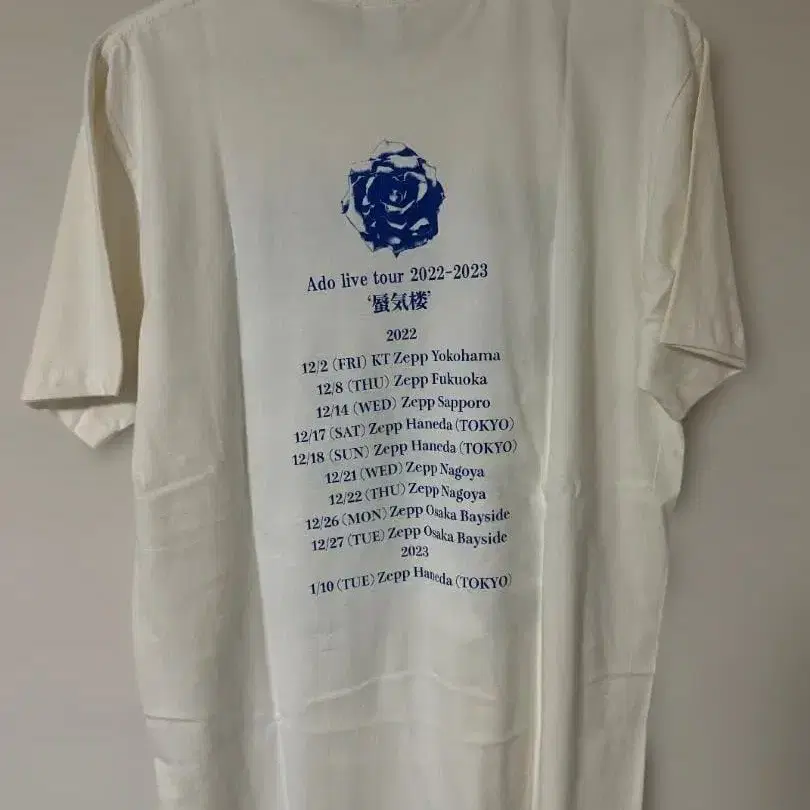 Ado live tour 2022-2023
‘蜃気楼’
2022
12/2 (FRI) KT Zepp Yokohama
12/8 (THU) Zepp Fukuoka
12/14 (WED) Zepp Sapporo
12/17 (SAT) Zepp Haneda (TOKYO)
12/18 (SUN) Zepp Haneda (TOKYO)
12/21 (WED) Zepp Nagoya
12/22 (THU) Zepp Nagoya
12/26 (MON) Zepp Osaka Bayside
12/27 (TUE) Zepp Osaka Bayside
2023
1/10 (TUE) Zepp Haneda (TOKYO)